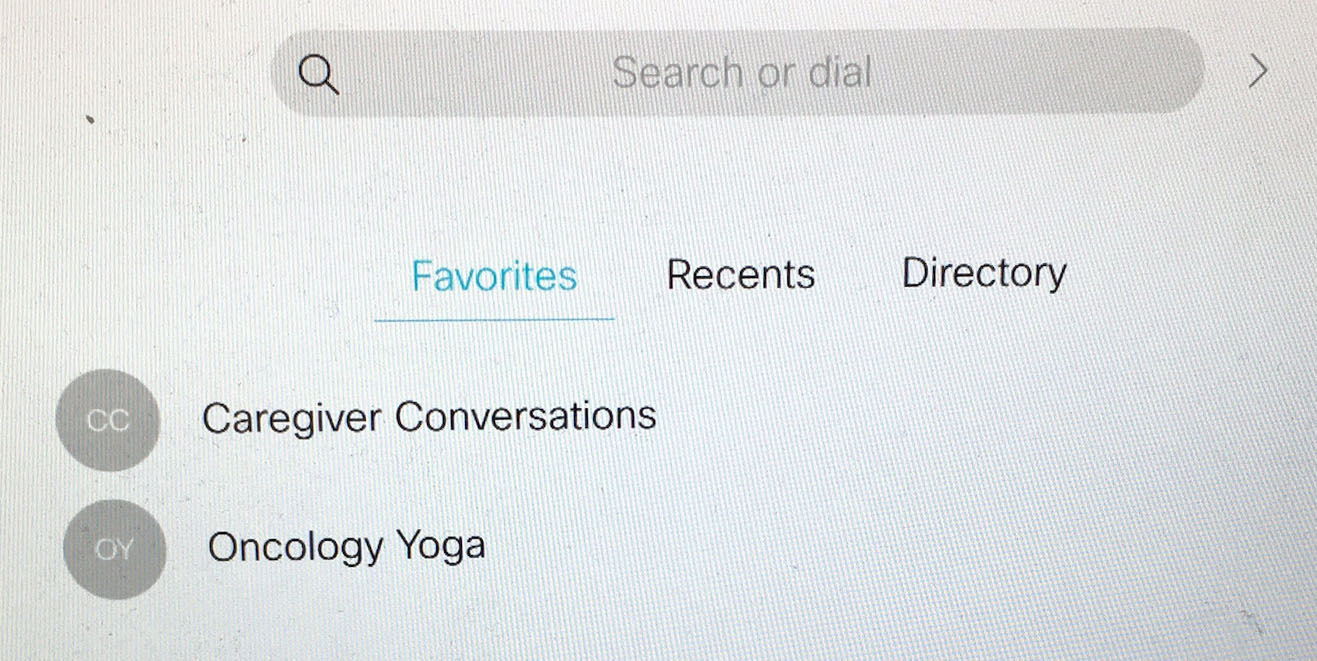 Search or dial
Favorites Recents Directory
CC Caregiver Conversations
OY Oncology Yoga